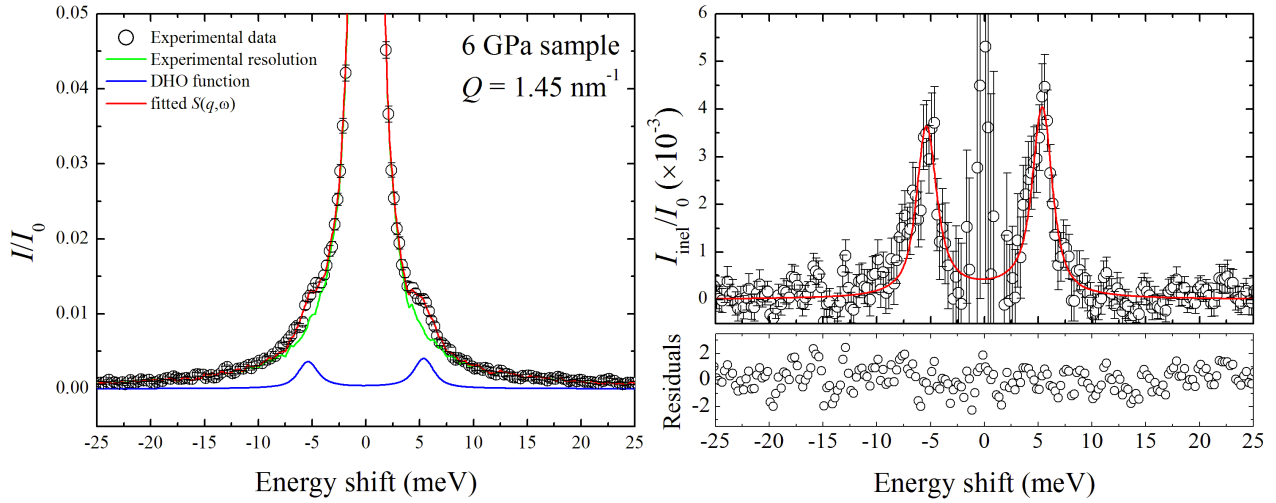 0.05
0.04
0.03
0.02
0.01
0.00
I/I0
Experimental data
Experimental resolution
DHO function
fitted S(q,ω)
6 GPa sample
Q = 1.45 nm-1
-25 -20 -15 -10 -5 0 5 10 15 20 25
Energy shift (meV)
6
5
4
3
2
1
0
Iinel/I0 (×10-3)
2
0
-2
Residuals
-25 -20 -15 -10 -5 0 5 10 15 20 25
Energy shift (meV)